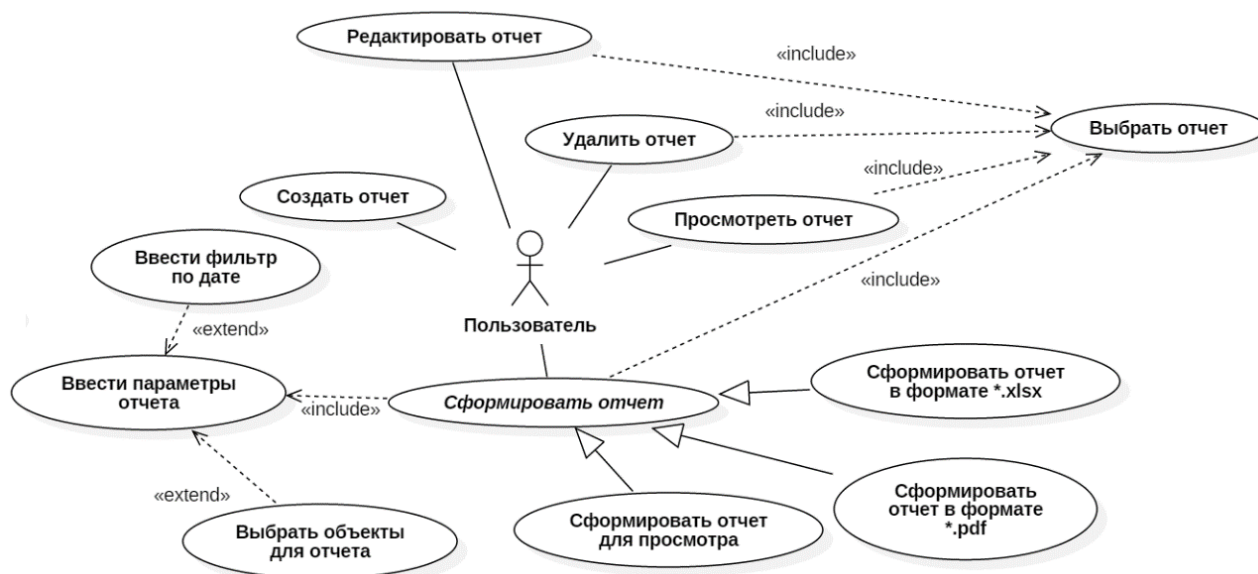 Редактировать отчет
«include»
«include»
Удалить отчет
Выбрать отчет
«include»
Создать отчет
Просмотреть отчет
Ввести фильтр
по дате
«include»
«extend»
Пользователь
Ввести параметры
отчета
«include»
Сформировать отчет
Сформировать отчет
в формате *.xlsx
«extend»
Выбрать объекты
для отчета
Сформировать отчет
для просмотра
Сформировать
отчет в формате
*.pdf